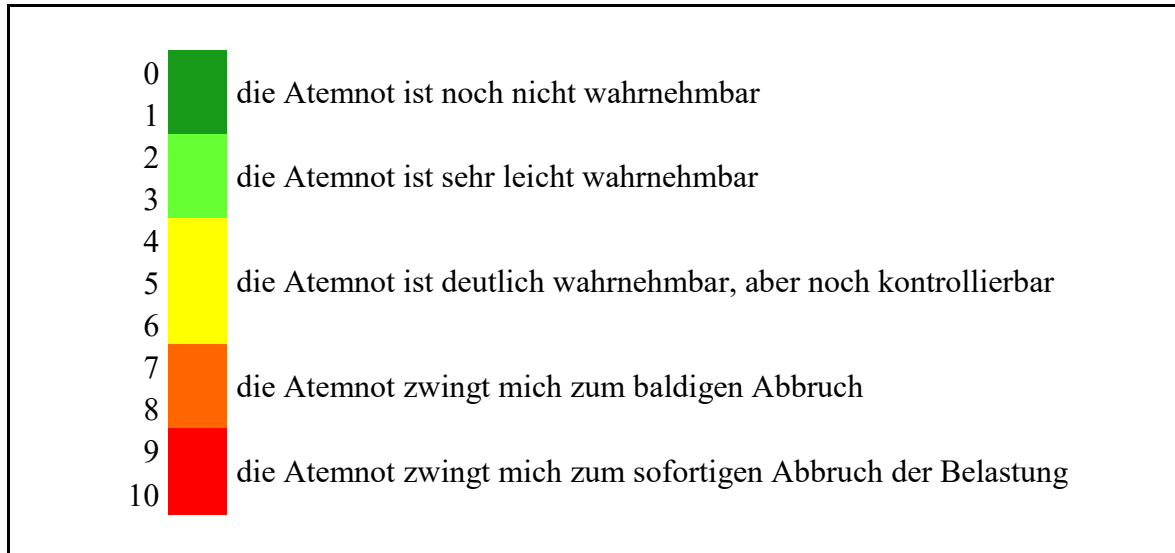 0
die Atemnot ist noch nicht wahrnehmbar
1
2
die Atemnot ist sehr leicht wahrnehmbar
3
4
5 die Atemnot ist deutlich wahrnehmbar, aber noch kontrollierbar
6
7
die Atemnot zwingt mich zum baldigen Abbruch
8
9
die Atemnot zwingt mich zum sofortigen Abbruch der Belastung
10